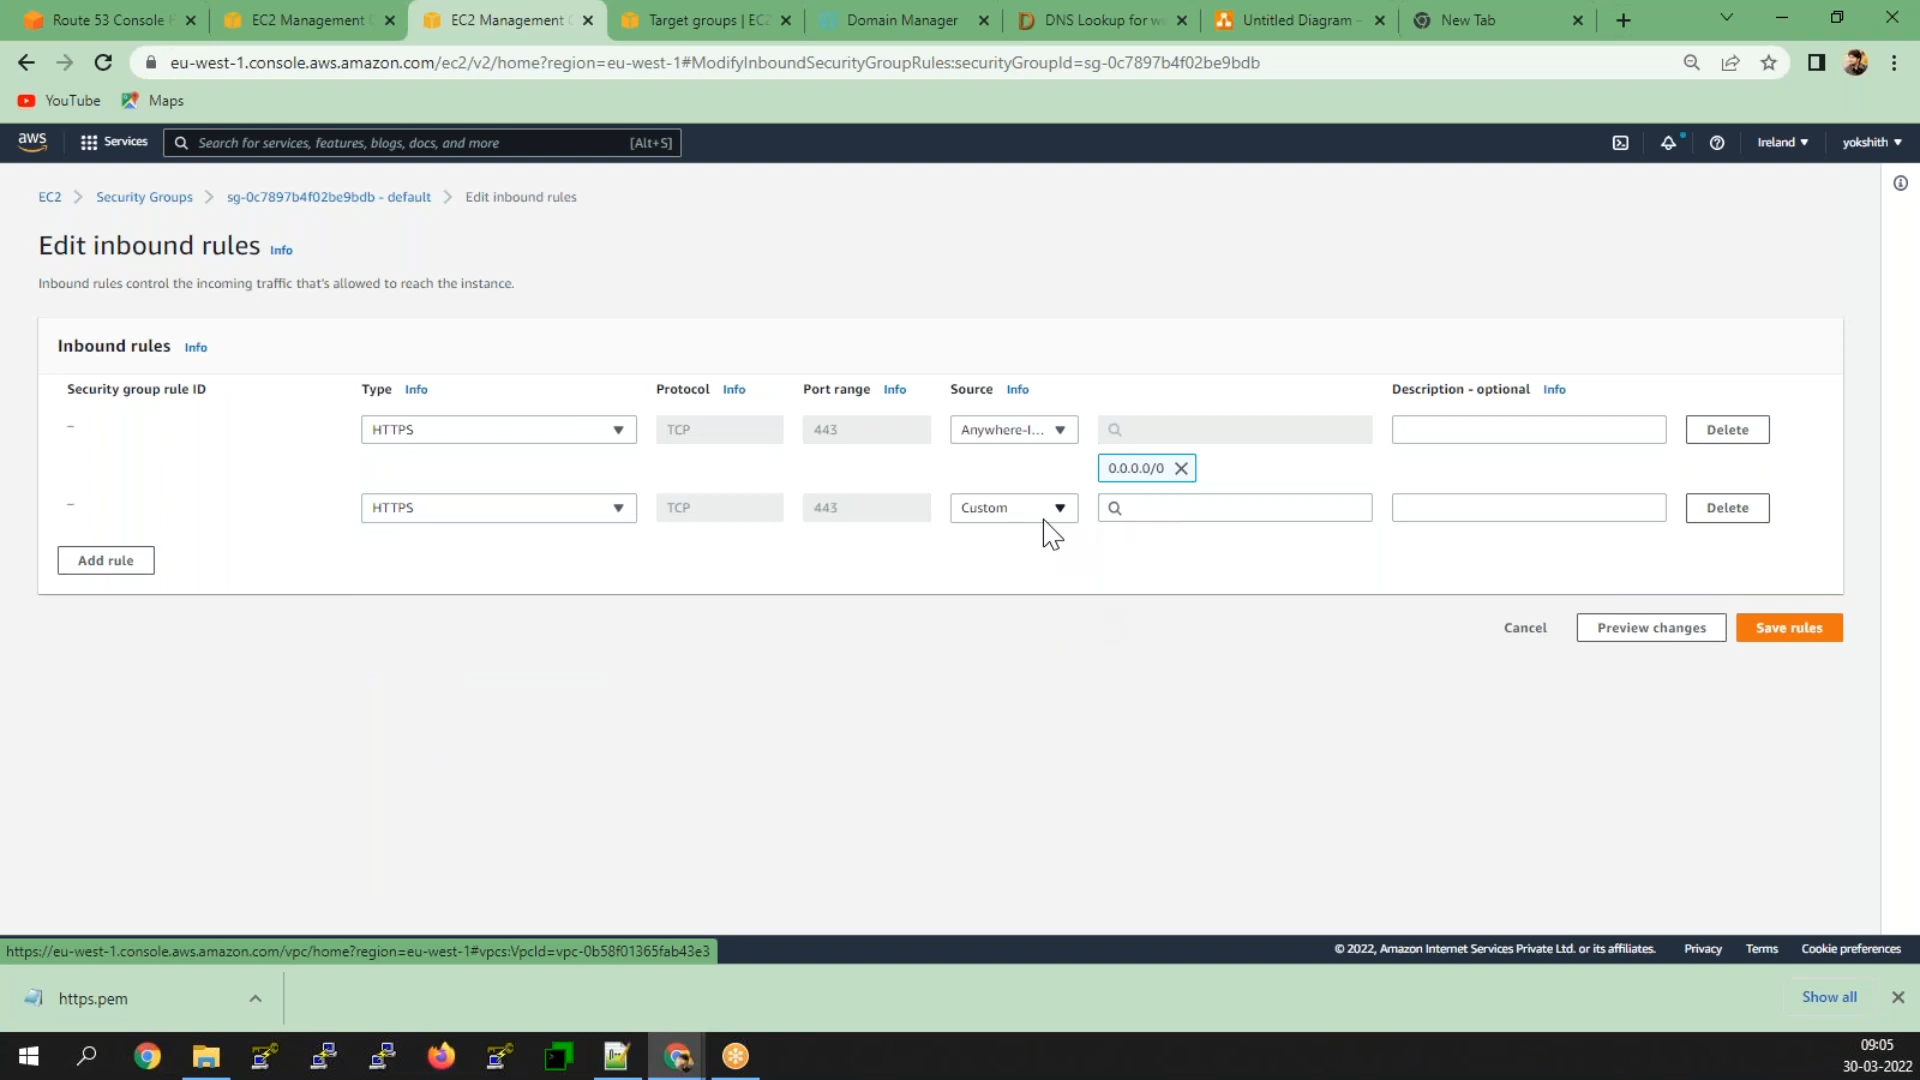 Route 53 Console
EC2 Management
EC2 Management
Target groups | EC2
Domain Manager
DNS Lookup for
Untitled Diagram -
New Tab
eu-west-1.console.aws.amazon.com/ec2/v2/home?region=eu-west-1#ModifyInboundSecurityGroupRules:securityGroupId=sg-0c7897b4f02be9bdb
YouTube
Maps
aws
Services
Search for services, features, blogs, docs, and more
[Alt+S]
Ireland
yokshith
EC2
Security Groups
sg-0c7897b4f02be9bdb - default
Edit inbound rules
Edit inbound rules Info
Inbound rules control the incoming traffic that's allowed to reach the instance.
Inbound rules Info
Security group rule ID
Type Info
Protocol Info
Port range Info
Source Info
Description - optional Info
–
HTTPS
TCP
443
Anywhere-I...
Delete
0.0.0.0/0
–
HTTPS
TCP
443
Custom
Delete
Add rule
Cancel
Preview changes
Save rules
https://eu-west-1.console.aws.amazon.com/vpc/home?region=eu-west-1#vpcs:VpcId=vpc-0b58f01365fab43e3
© 2022, Amazon Internet Services Private Ltd. or its affiliates.
Privacy
Terms
Cookie preferences
https.pem
Show all
09:05
30-03-2022